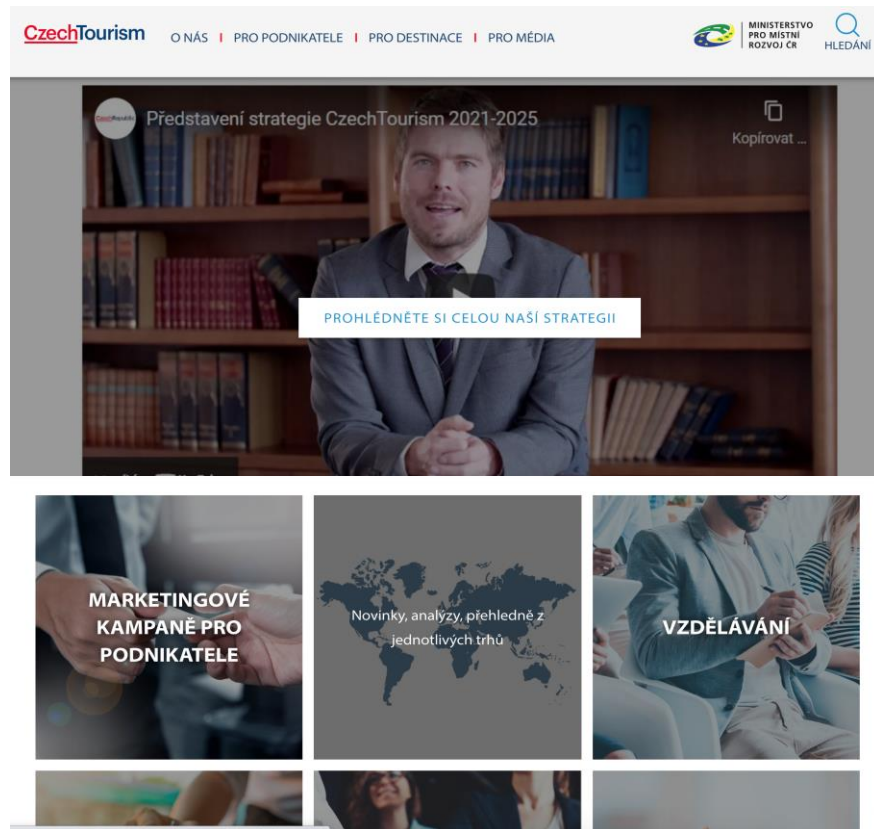 CzechTourism
O NÁS I PRO PODNIKATELE I PRO DESTINACE I PRO MÉDIA
MINISTERSTVO
PRO MÍSTNÍ
ROZVOJ ČR
HLEDÁNÍ
Představení strategie CzechTourism 2021-2025
Kopírovat ...
PROHLÉDNĚTE SI CELOU NAŠÍ STRATEGII
MARKETINGOVÉ
KAMPANĚ PRO
PODNIKATELE
Novinky, analýzy, přehledně z
jednotlivých trhů
VZDĚLÁVÁNÍ